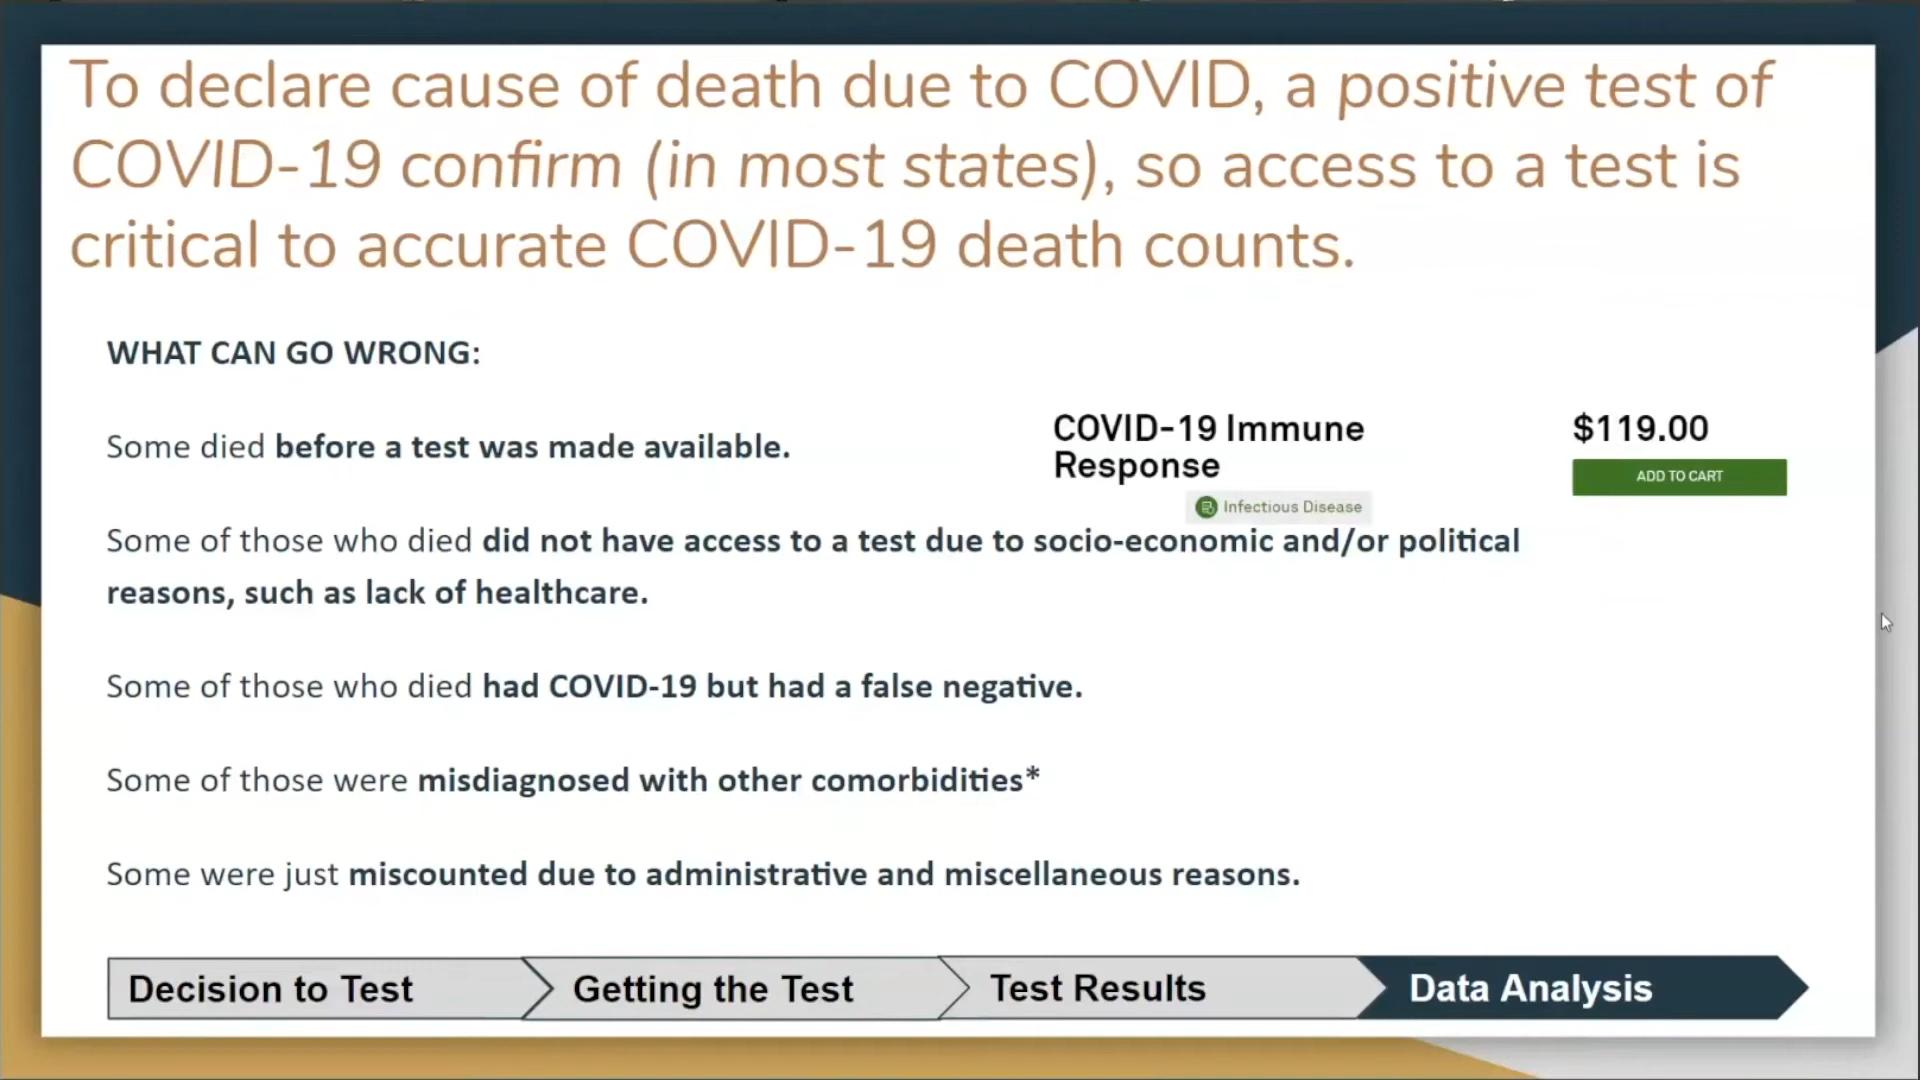 To declare cause of death due to COVID, a positive test of
COVID-19 confirm (in most states), so access to a test is
critical to accurate COVID-19 death counts.
WHAT CAN GO WRONG:
Some died before a test was made available.
COVID-19 Immune
Response
$119.00
ADD TO CART
Infectious Disease
Some of those who died did not have access to a test due to socio-economic and/or political
reasons, such as lack of healthcare.
Some of those who died had COVID-19 but had a false negative.
Some of those were misdiagnosed with other comorbidities*
Some were just miscounted due to administrative and miscellaneous reasons.
Decision to Test
Getting the Test
Test Results
Data Analysis